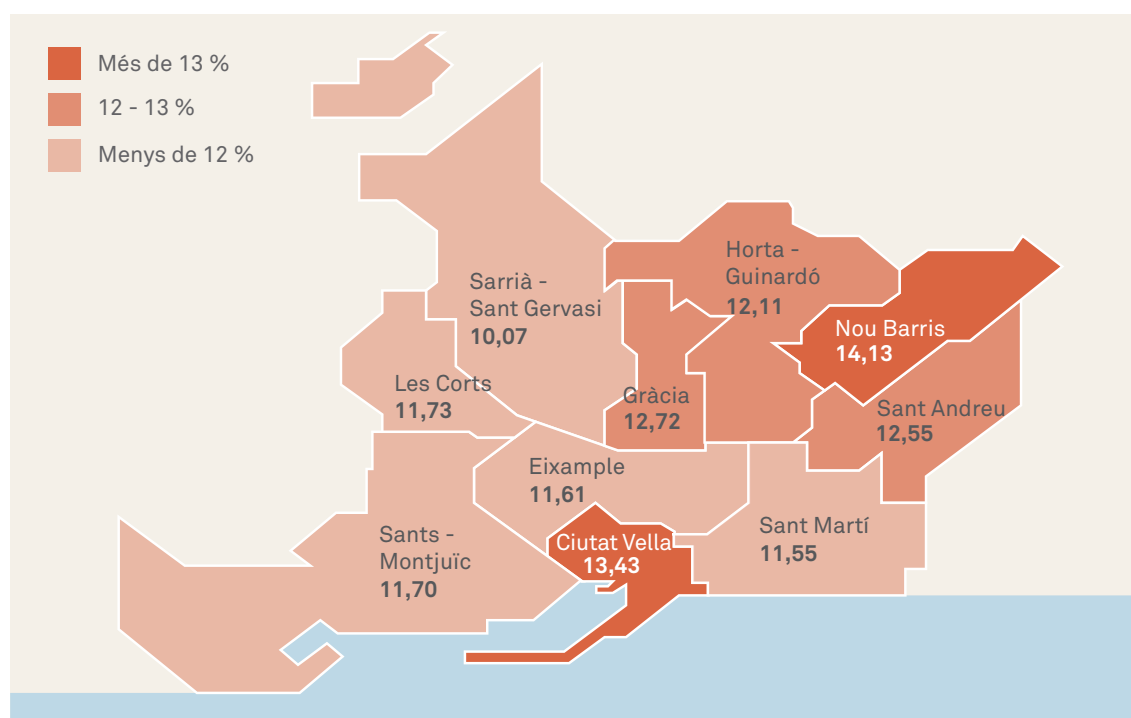 Més de 13 %
12 - 13 %
Menys de 12 %
Horta -
Guinardó
12,11
Sarrià -
Sant Gervasi
10,07
Nou Barris
14,13
Les Corts
11,73
Gràcia
12,72
Sant Andreu
12,55
Eixample
11,61
Sant Martí
11,55
Sants -
Montjuïc
11,70
Ciutat Vella
13,43